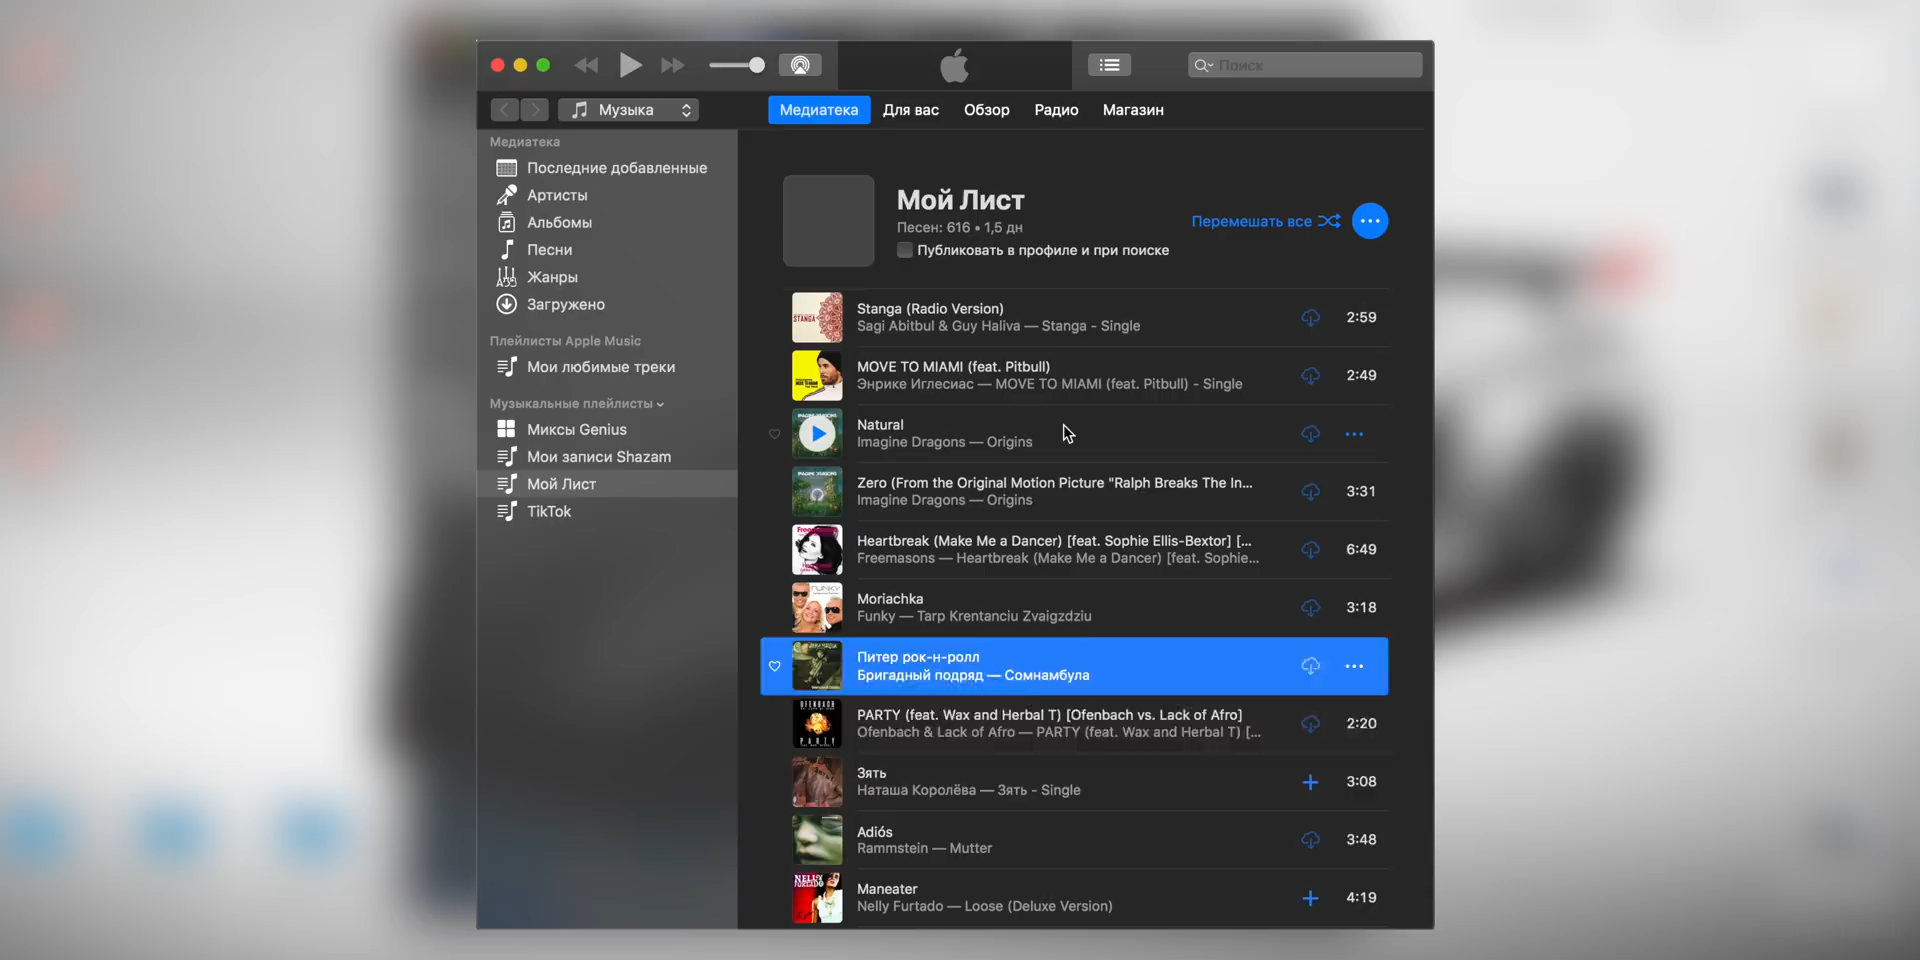 Поиск
Музыка
Медиатека
Для вас
Обзор
Радио
Магазин
Медиатека
Последние добавленные
Артисты
Альбомы
Песни
Жанры
Загружено
Плейлисты Apple Music
Мои любимые треки
Музыкальные плейлисты
Миксы Genius
Мои записи Shazam
Мой Лист
TikTok
Мой Лист
Песен: 616 • 1,5 дн
Публиковать в профиле и при поиске
Перемешать все
Stanga (Radio Version)
Sagi Abitbul & Guy Haliva — Stanga - Single
2:59
MOVE TO MIAMI (feat. Pitbull)
Энрике Иглесиас — MOVE TO MIAMI (feat. Pitbull) - Single
2:49
Natural
Imagine Dragons — Origins
Zero (From the Original Motion Picture "Ralph Breaks The In...
Imagine Dragons — Origins
3:31
Heartbreak (Make Me a Dancer) [feat. Sophie Ellis-Bextor] [...
Freemasons — Heartbreak (Make Me a Dancer) [feat. Sophie...
6:49
Moriachka
Funky — Tarp Krentanciu Zvaigzdziu
3:18
Питер рок-н-ролл
Бригадный подряд — Сомнамбула
PARTY (feat. Wax and Herbal T) [Ofenbach vs. Lack of Afro]
Ofenbach & Lack of Afro — PARTY (feat. Wax and Herbal T) [...
2:20
Зять
Наташа Королёва — Зять - Single
3:08
Adiós
Rammstein — Mutter
3:48
Maneater
Nelly Furtado — Loose (Deluxe Version)
4:19
STANGA
OFENBACH
PARTY
NELLY
FURTADO